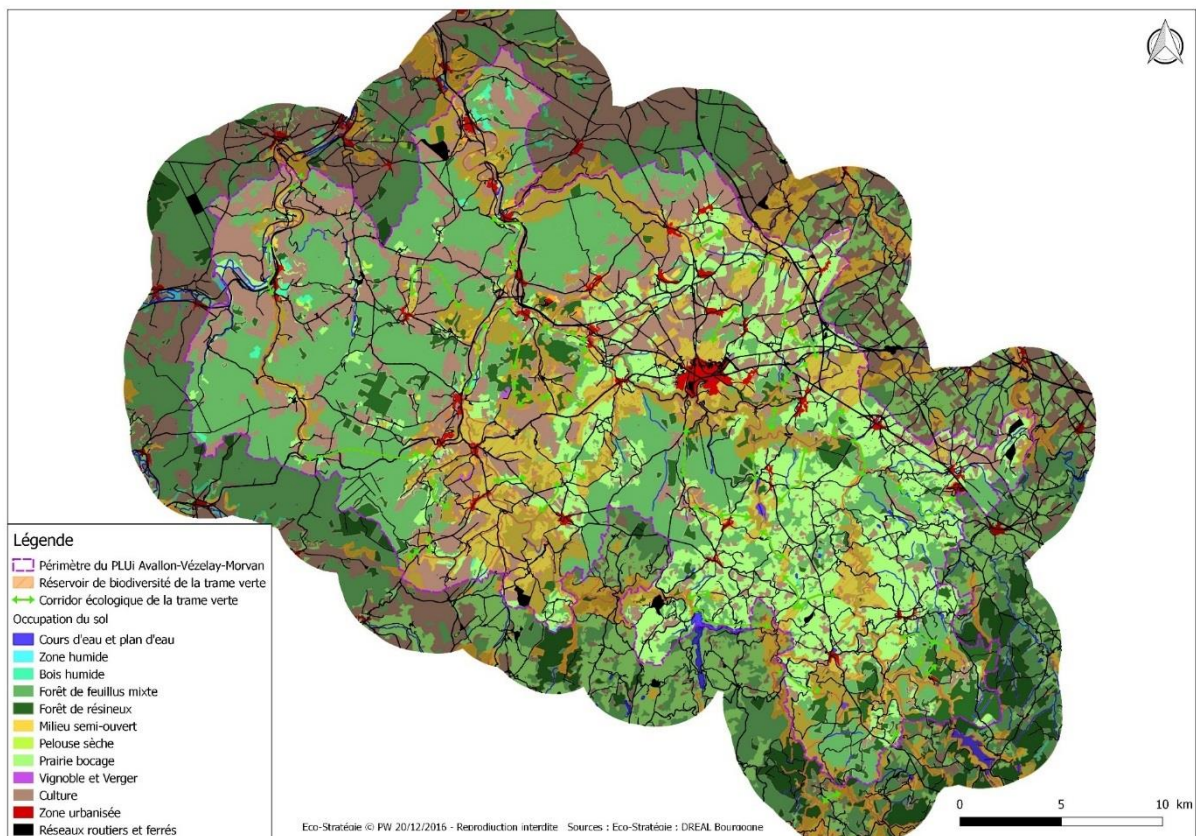 Légende
Périmètre du PLUi Avallon-Vézelay-Morvan
Réservoir de biodiversité de la trame verte
Corridor écologique de la trame verte
Occupation du sol
Cours d'eau et plan d'eau
Zone humide
Bois humide
Forêt de feuillus mixte
Forêt de résineux
Milieu semi-ouvert
Pelouse sèche
Prairie bocage
Vignoble et Verger
Culture
Zone urbanisée
Réseaux routiers et ferrés
0 5 10 km
Eco-Stratégie © PW 20/12/2016 - Reproduction interdite Sources : Eco-Stratégie ; DREAL Bourgogne